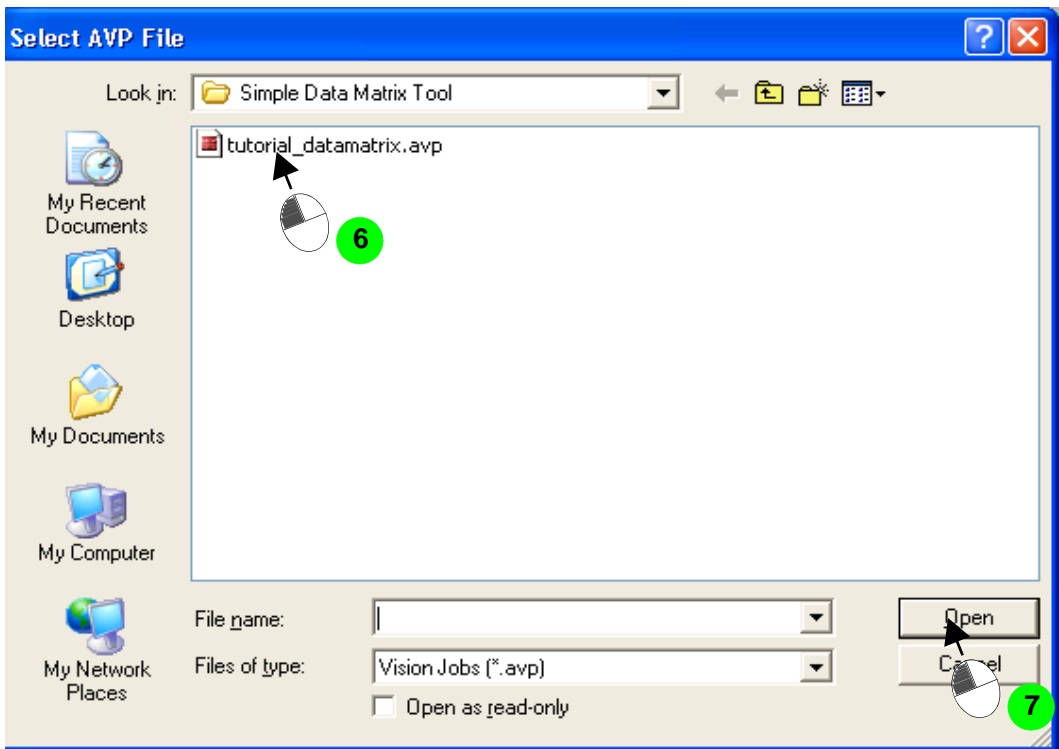 Select AVP File
Look in: Simple Data Matrix Tool
tutorial_datamatrix.avp
6
My Recent
Documents
Desktop
My Documents
My Computer
My Network
Places
File name:
Open
Files of type: Vision Jobs (*.avp)
Cancel
Open as read-only
7